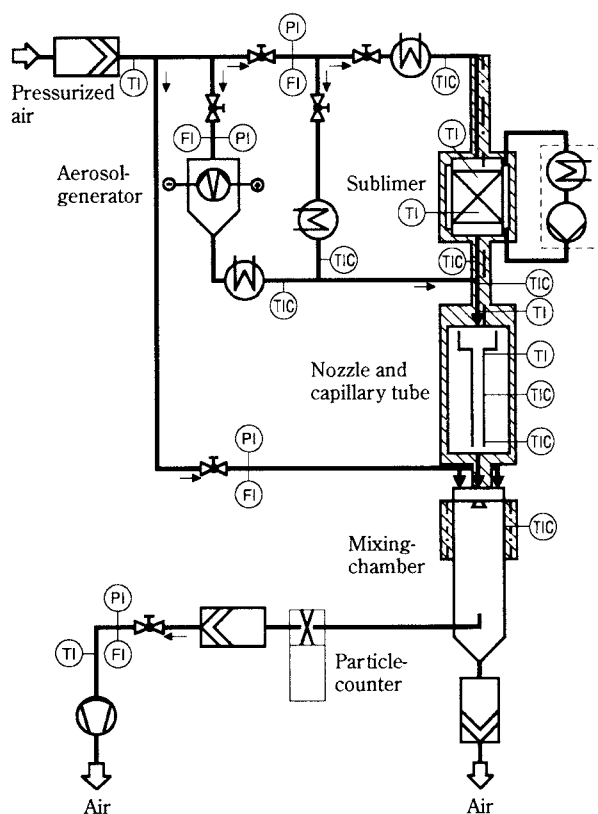 PI
TI
FI
TIC
Pressurized
air
FI
PI
TI
Aerosol-
generator
Sublimer
TI
TIC
TIC
TIC
TIC
TI
Nozzle and
capillary tube
TI
TIC
PI
TIC
FI
Mixing-
chamber
TIC
PI
TI
FI
Particle-
counter
Air
Air